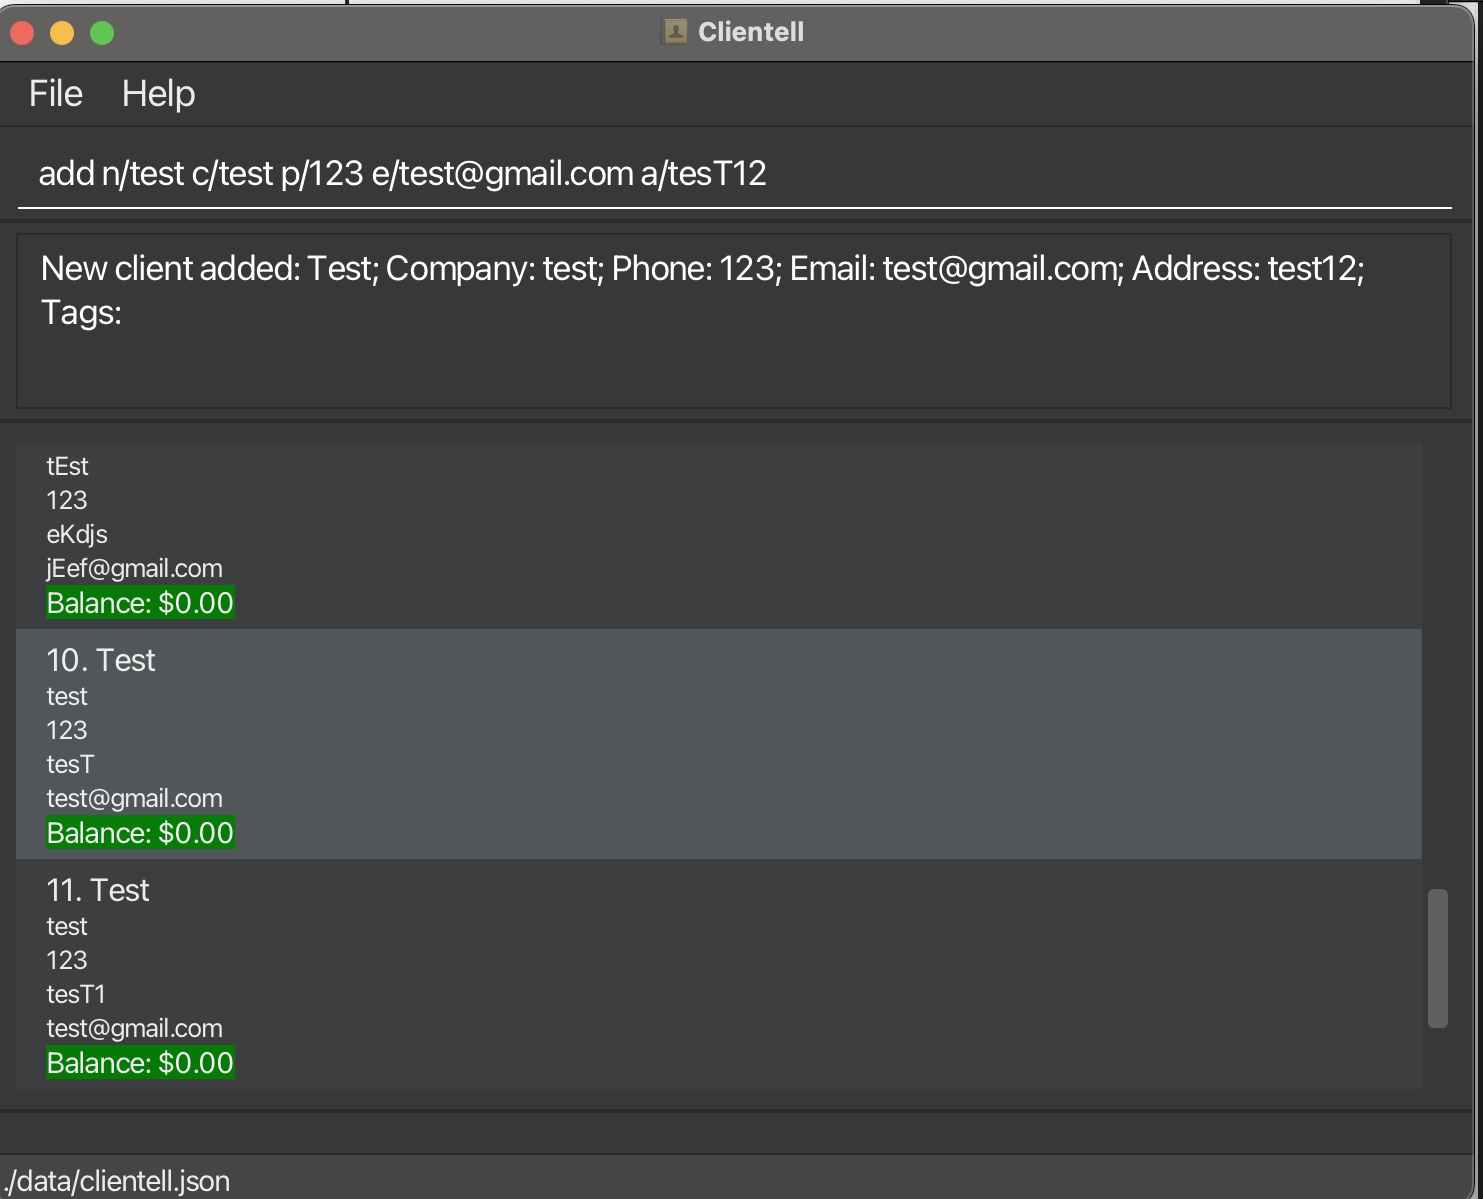 Clientell
File Help
add n/test c/test p/123 e/test@gmail.com a/tesT12
New client added: Test; Company: test; Phone: 123; Email: test@gmail.com; Address: test12;
Tags:
tEst
123
eKdjs
jEef@gmail.com
Balance: $0.00
10. Test
test
123
tesT
test@gmail.com
Balance: $0.00
11. Test
test
123
tesT1
test@gmail.com
Balance: $0.00
./data/clientell.json